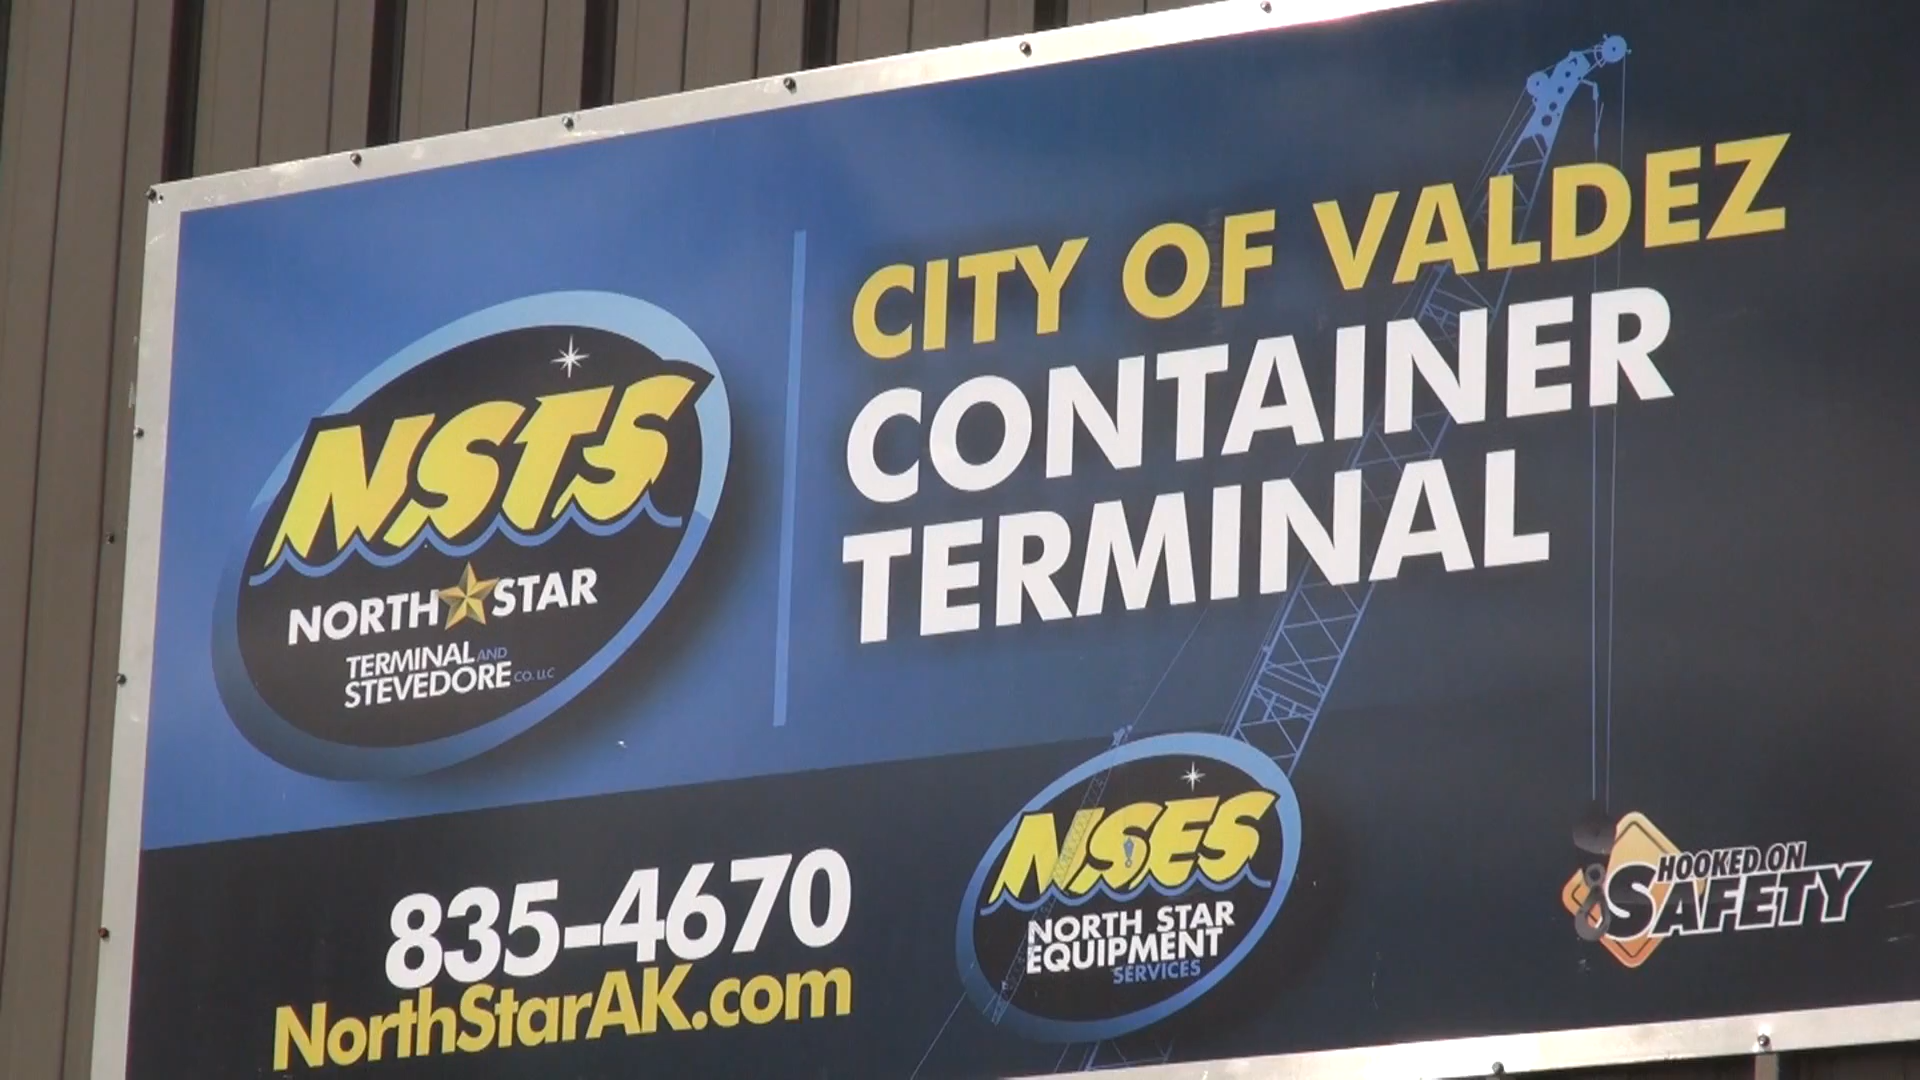 NSTS
NORTH STAR
TERMINAL AND
STEVEDORE CO. LLC
CITY OF VALDEZ
CONTAINER
TERMINAL
835-4670
NorthStarAK.com
NSES
NORTH STAR
EQUIPMENT
SERVICES
HOOKED ON
SAFETY